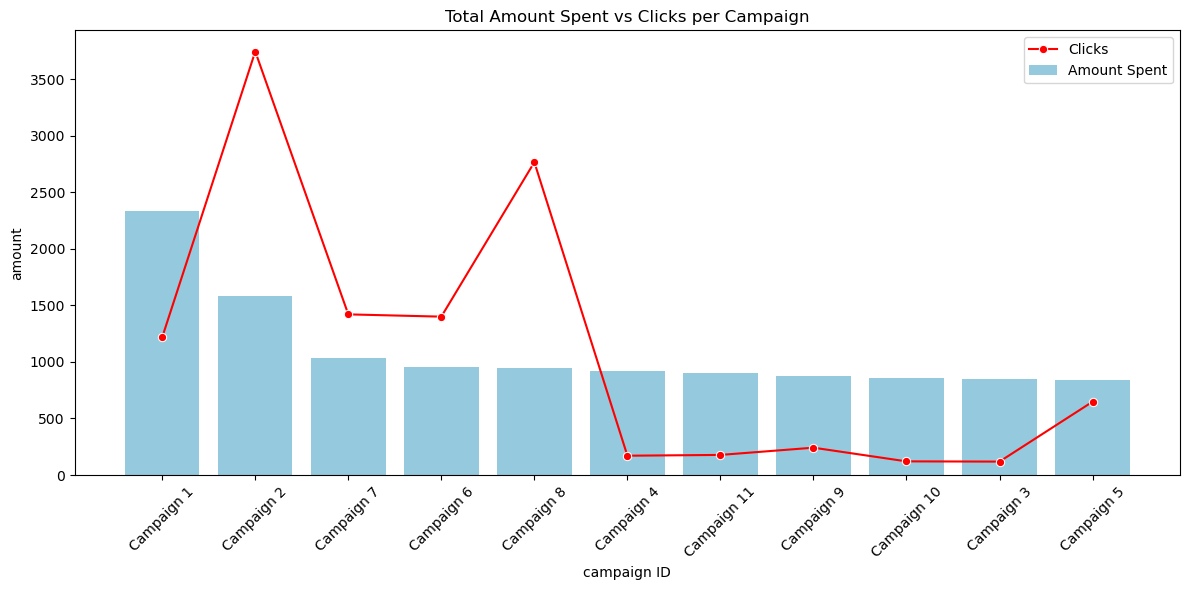 Total Amount Spent vs Clicks per Campaign
Clicks
Amount Spent
amount
3500
3000
2500
2000
1500
1000
500
0
Campaign 1
Campaign 2
Campaign 7
Campaign 6
Campaign 8
Campaign 4
Campaign 11
Campaign 9
Campaign 10
Campaign 3
Campaign 5
campaign ID